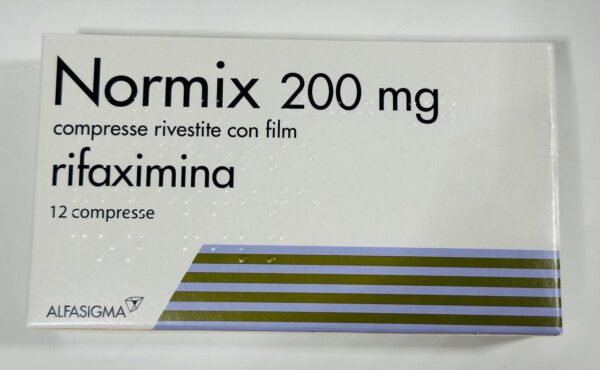 Normix 200 mg
compresse rivestite con film
rifaximina
12 compresse
ALFASIGMA